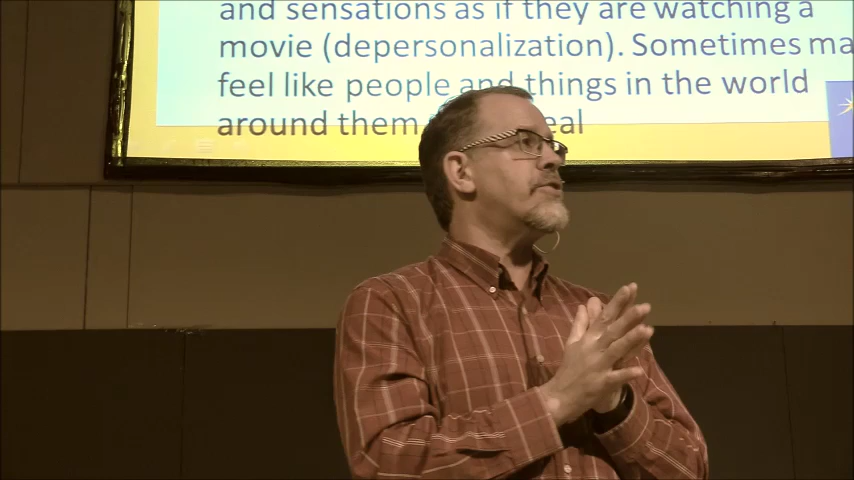 and sensations as if they are watching a
movie (depersonalization). Sometimes ma
feel like people and things in the world
around them eal